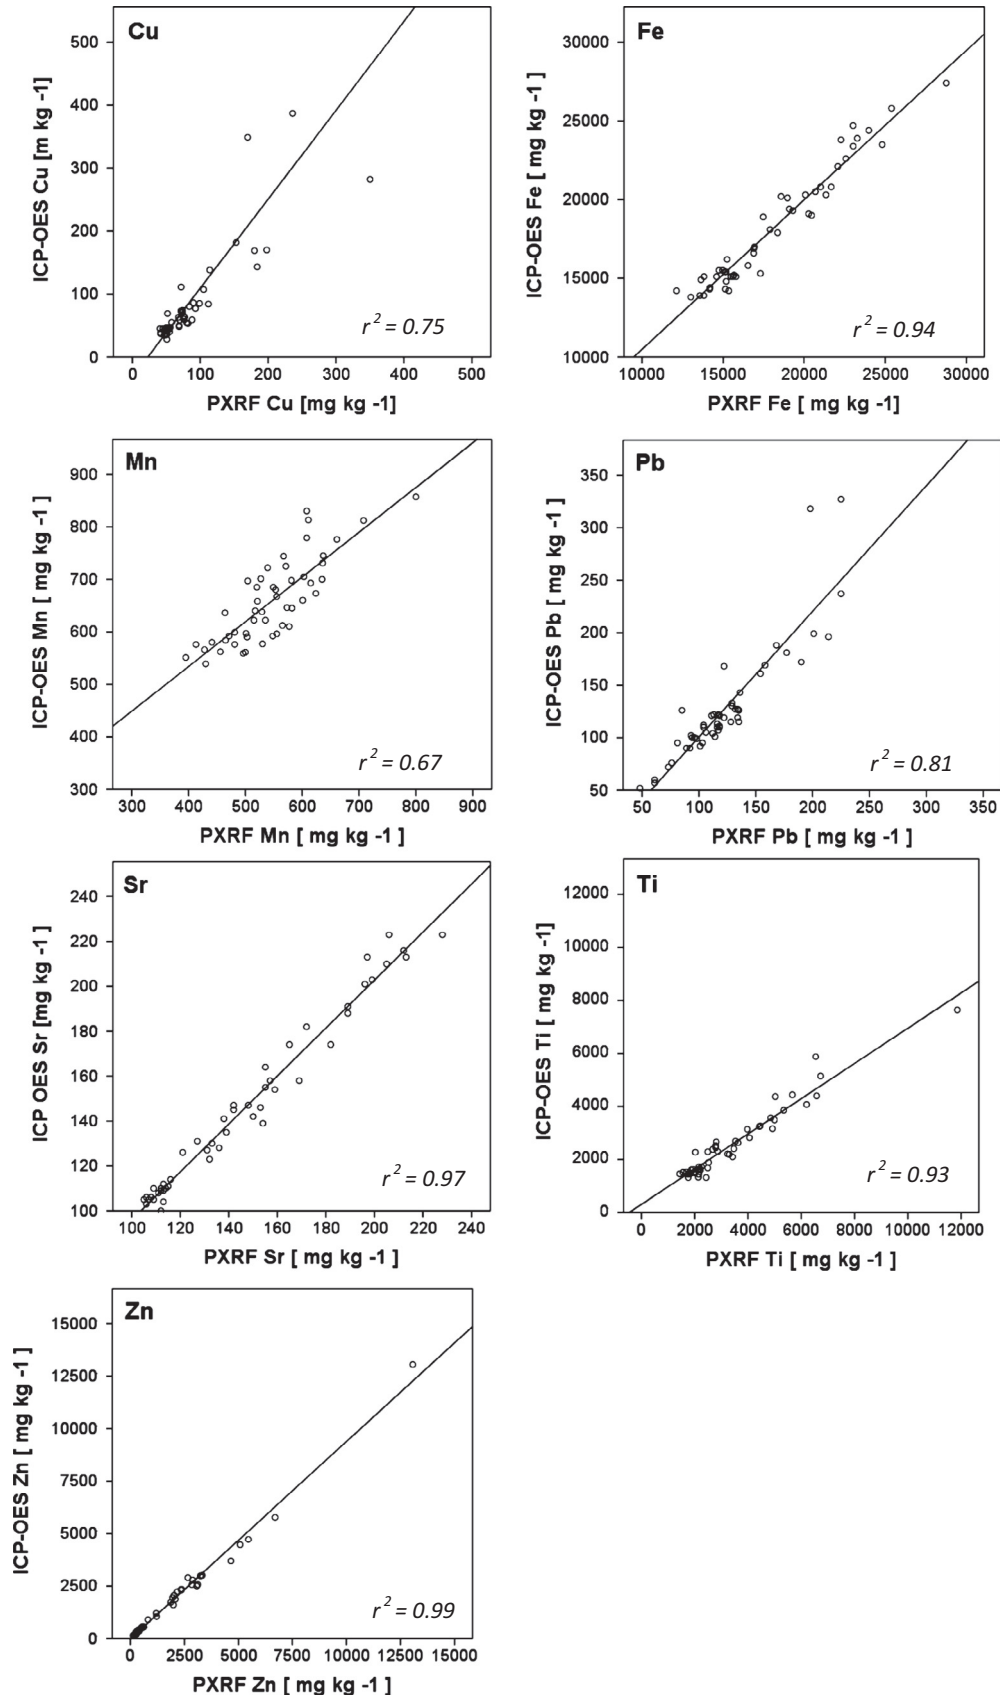 Cu
ICP-OES Cu [m kg -1]
500
400
300
200
100
0
0 100 200 300 400 500
PXRF Cu [mg kg -1]
r² = 0.75
Fe
ICP-OES Fe [ mg kg -1 ]
30000
25000
20000
15000
10000
10000 15000 20000 25000 30000
PXRF Fe [ mg kg -1]
r² = 0.94
Mn
ICP-OES Mn [ mg kg -1 ]
900
800
700
600
500
400
300
300 400 500 600 700 800 900
PXRF Mn [ mg kg -1 ]
r² = 0.67
Pb
ICP-OES Pb [ mg kg -1 ]
350
300
250
200
150
100
50
50 100 150 200 250 300 350
PXRF Pb [ mg kg -1 ]
r² = 0.81
Sr
ICP OES Sr [mg kg -1 ]
240
220
200
180
160
140
120
100
100 120 140 160 180 200 220 240
PXRF Sr [ mg kg -1 ]
r² = 0.97
Ti
ICP-OES Ti [ mg kg -1]
12000
10000
8000
6000
4000
2000
0
0 2000 4000 6000 8000 10000 12000
PXRF Ti [ mg kg -1 ]
r² = 0.93
Zn
ICP-OES Zn [ mg kg -1 ]
15000
12500
10000
7500
5000
2500
0
0 2500 5000 7500 10000 12500 15000
PXRF Zn [ mg kg -1 ]
r² = 0.99